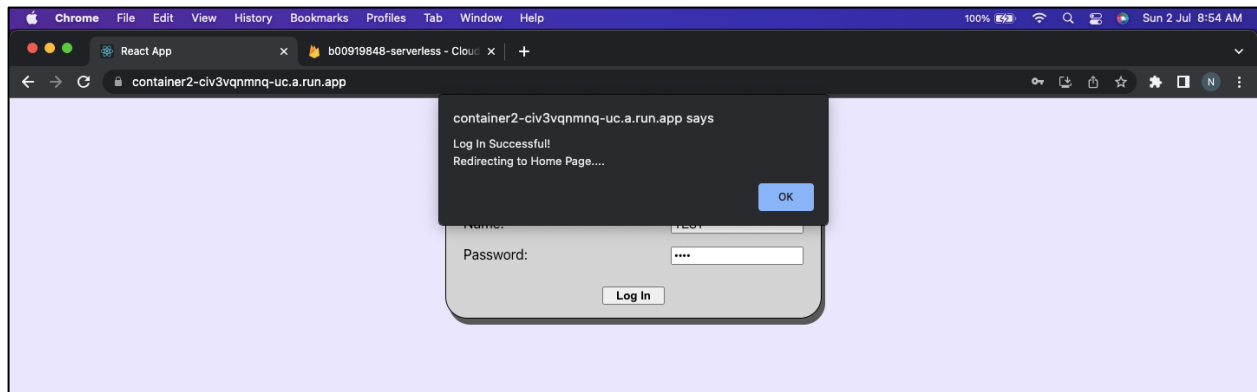 Chrome File Edit View History Bookmarks Profiles Tab Window Help 100% Sun 2 Jul 8:54 AM
React App b00919848-serverless - Cloud
container2-civ3vqnmnq-uc.a.run.app N
container2-civ3vqnmnq-uc.a.run.app says
Log In Successful!
Redirecting to Home Page....
OK
Name: TEST
Password: ••••
Log In